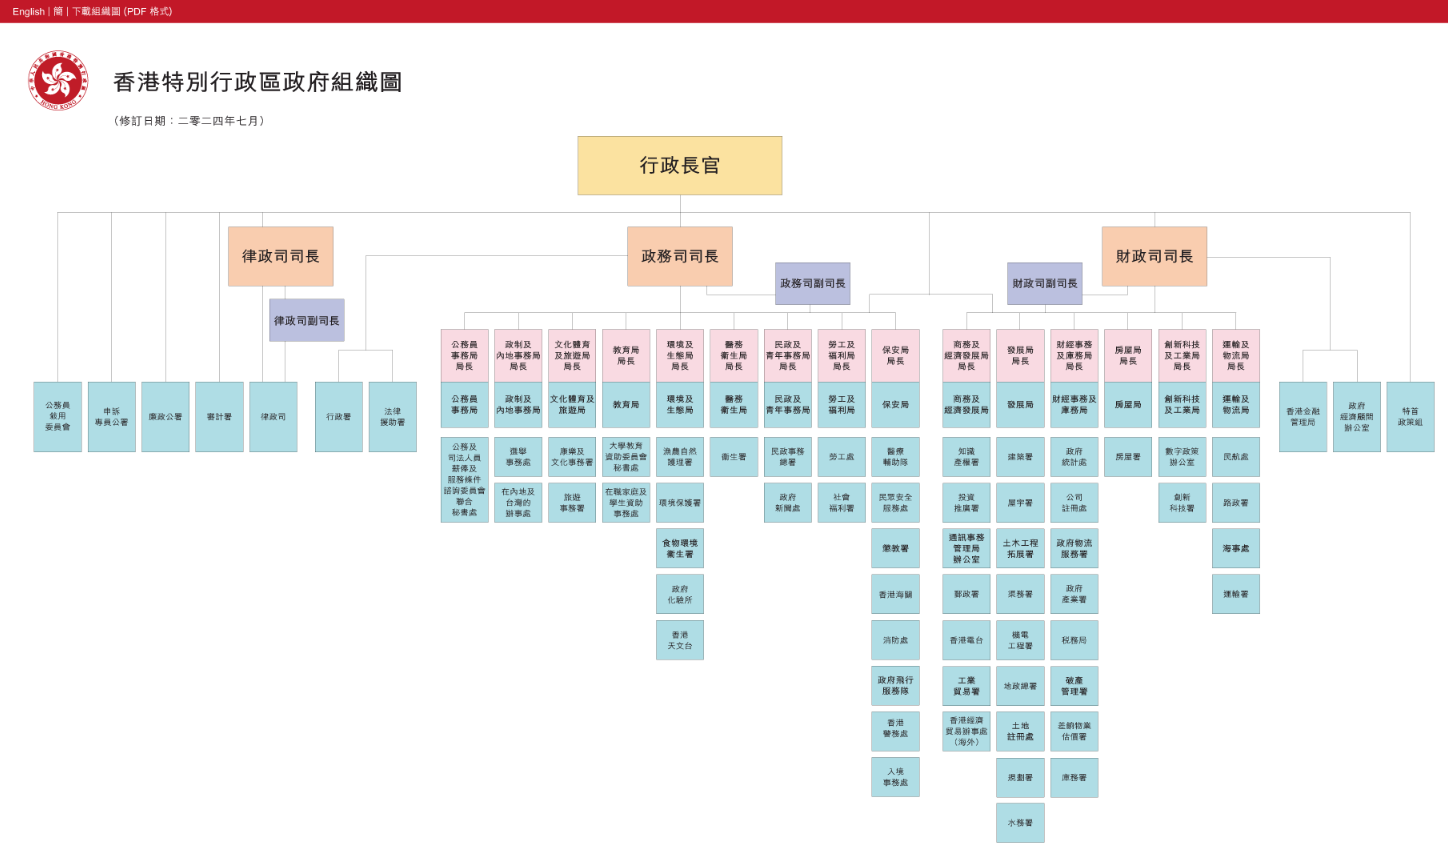 English | 簡 | 下載組織圖 (PDF 格式)
香港特別行政區政府組織圖
HONG KONG
（修訂日期：二零二四年七月）
行政長官
律政司司長
政務司司長
財政司司長
政務司副司長
財政司副司長
律政司副司長
公務員
事務局
局長
政制及
內地事務局
局長
文化體育
及旅遊局
局長
教育局
局長
環境及
生態局
局長
醫務
衞生局
局長
民政及
青年事務局
局長
勞工及
福利局
局長
保安局
局長
商務及
經濟發展局
局長
發展局
局長
財經事務
及庫務局
局長
房屋局
局長
創新科技
及工業局
局長
運輸及
物流局
局長
公務員
敍用
委員會
申訴
專員公署
廉政公署
審計署
律政司
行政署
法律
援助署
公務員
事務局
政制及
內地事務局
文化體育及
旅遊局
教育局
環境及
生態局
醫務
衞生局
民政及
青年事務局
勞工及
福利局
保安局
商務及
經濟發展局
發展局
財經事務及
庫務局
房屋局
創新科技
及工業局
運輸及
物流局
香港金融
管理局
政府
經濟顧問
辦公室
特首
政策組
公務及
司法人員
薪俸及
服務條件
諮詢委員會
聯合
秘書處
選舉
事務處
康樂及
文化事務署
大學教育
資助委員會
秘書處
漁農自然
護理署
衞生署
民政事務
總署
勞工處
醫療
輔助隊
知識
產權署
建築署
政府
統計處
房屋署
數字政策
辦公室
民航處
在內地及
台灣的
辦事處
旅遊
事務署
在職家庭及
學生資助
事務處
環境保護署
政府
新聞處
社會
福利署
民眾安全
服務處
投資
推廣署
屋宇署
公司
註冊處
創新
科技署
路政署
食物環境
衞生署
懲教署
通訊事務
管理局
辦公室
土木工程
拓展署
政府物流
服務署
海事處
政府
化驗所
香港海關
郵政署
渠務署
政府
產業署
運輸署
香港
天文台
消防處
香港電台
機電
工程署
稅務局
政府飛行
服務隊
工業
貿易署
地政總署
破產
管理署
香港
警務處
香港經濟
貿易辦事處
（海外）
土地
註冊處
差餉物業
估價署
入境
事務處
規劃署
庫務署
水務署